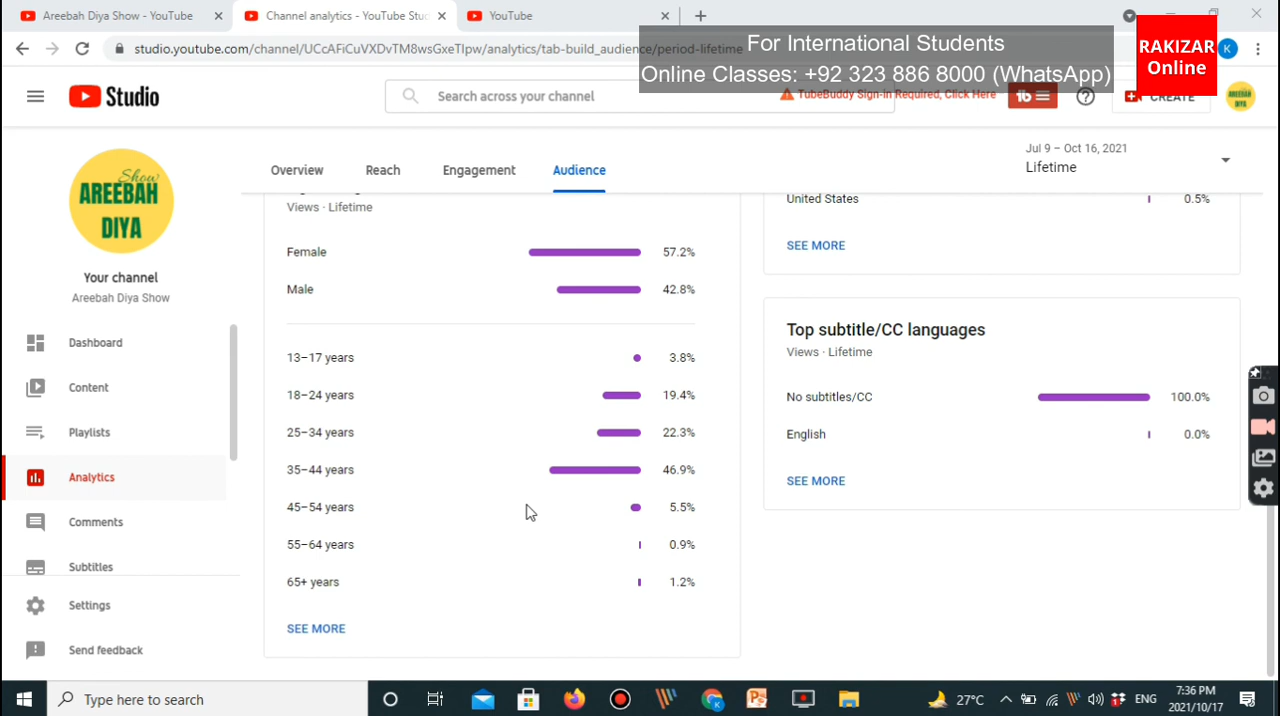 Areebah Diya Show - YouTube
Channel analytics - YouTube Stu
YouTube
studio.youtube.com/channel/UCcAFiCuVXDvTM8wsGxeTIpw/analytics/tab-build_audience/period-lifetime
For International Students
Online Classes: +92 323 886 8000 (WhatsApp)
RAKIZAR
Online
K
Studio
Search across your channel
TubeBuddy Sign-in Required, Click Here
CREATE
AREEBAH
DIYA
Overview
Reach
Engagement
Audience
Jul 9 – Oct 16, 2021
Lifetime
Show
AREEBAH
DIYA
Your channel
Areebah Diya Show
Dashboard
Content
Playlists
Analytics
Comments
Subtitles
Settings
Send feedback
Views · Lifetime
Female 57.2%
Male 42.8%
13–17 years 3.8%
18–24 years 19.4%
25–34 years 22.3%
35–44 years 46.9%
45–54 years 5.5%
55–64 years 0.9%
65+ years 1.2%
SEE MORE
United States 0.5%
SEE MORE
Top subtitle/CC languages
Views · Lifetime
No subtitles/CC 100.0%
English 0.0%
SEE MORE
Type here to search
27°C
ENG
7:36 PM
2021/10/17